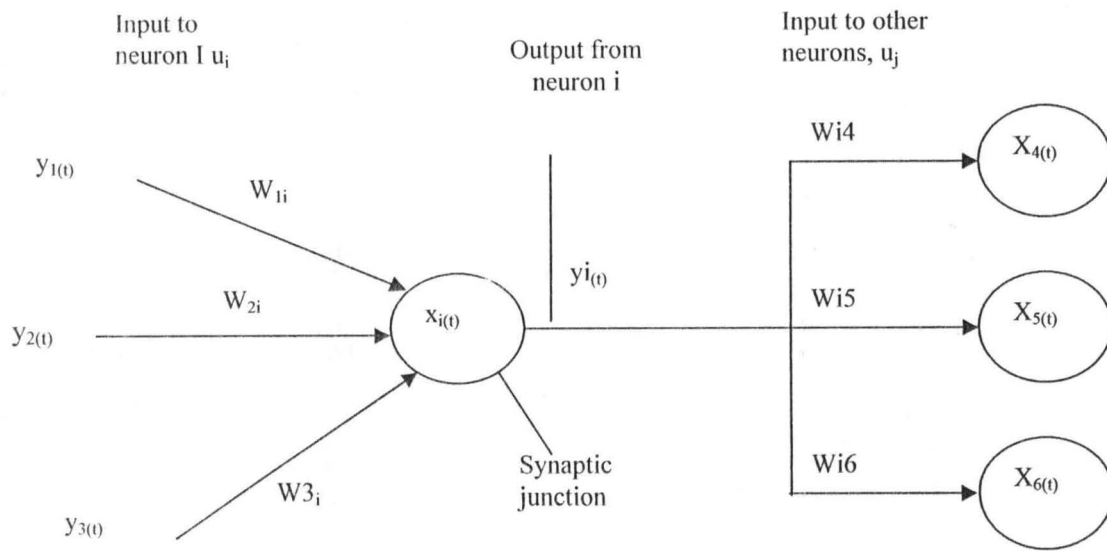 Input to
neuron I uᵢ
Output from
neuron i
Input to other
neurons, uⱼ
y₁₍ₜ₎
W₁ᵢ
y₂₍ₜ₎
W₂ᵢ
y₃₍ₜ₎
W3ᵢ
xᵢ₍ₜ₎
yi₍ₜ₎
Synaptic
junction
Wi4
X₄₍ₜ₎
Wi5
X₅₍ₜ₎
Wi6
X₆₍ₜ₎